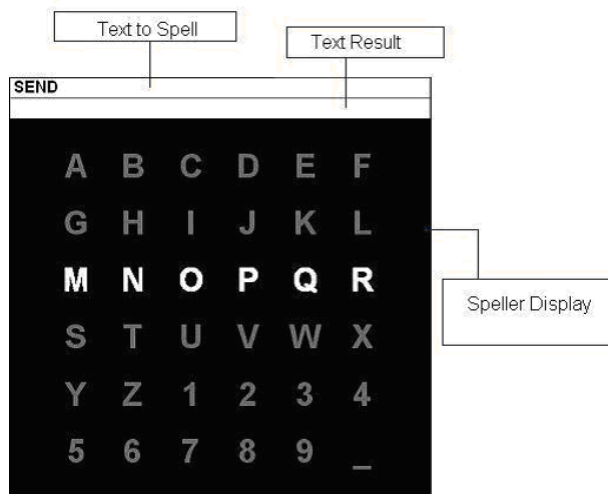 Text to Spell
Text Result
SEND
A B C D E F
G H I J K L
M N O P Q R
Speller Display
S T U V W X
Y Z 1 2 3 4
5 6 7 8 9 _